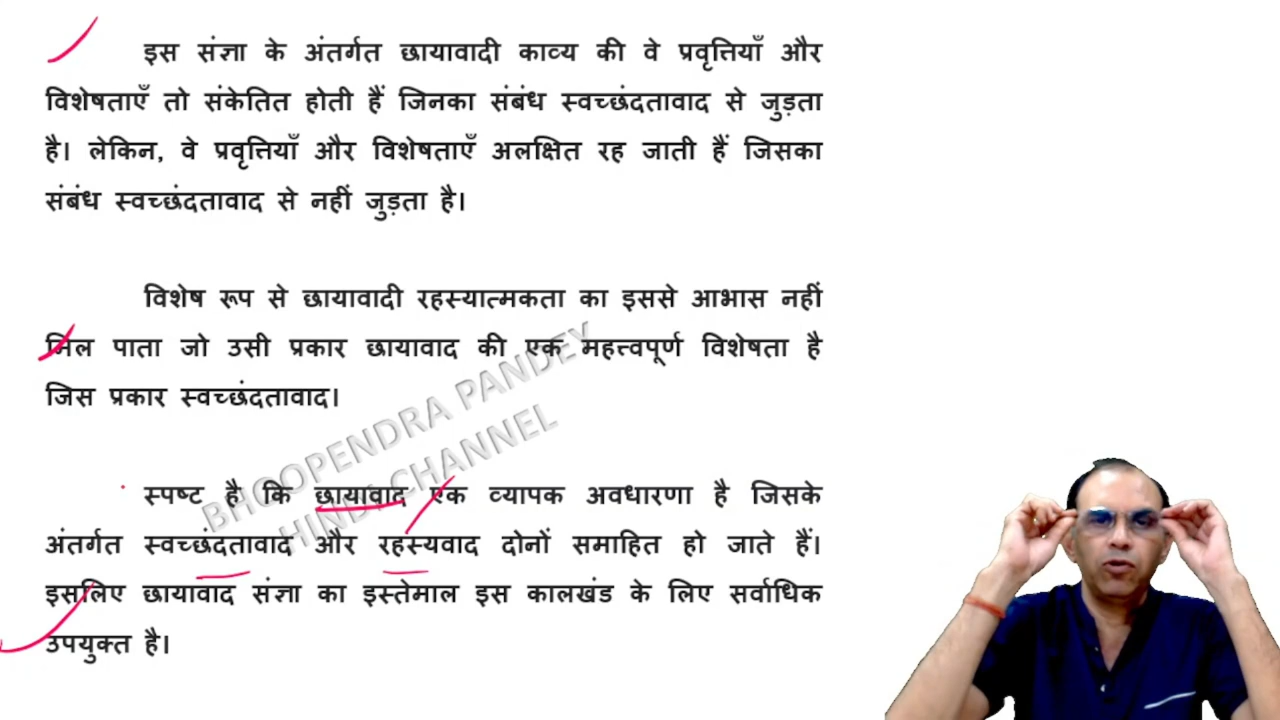 इस संज्ञा के अंतर्गत छायावादी काव्य की वे प्रवृत्तियाँ और
विशेषताएँ तो संकेतित होती हैं जिनका संबंध स्वच्छंदतावाद से जुड़ता
है। लेकिन, वे प्रवृत्तियाँ और विशेषताएँ अलक्षित रह जाती हैं जिसका
संबंध स्वच्छंदतावाद से नहीं जुड़ता है।
विशेष रूप से छायावादी रहस्यात्मकता का इससे आभास नहीं
मिल पाता जो उसी प्रकार छायावाद की एक महत्त्वपूर्ण विशेषता है
जिस प्रकार स्वच्छंदतावाद।
BHOOPENDRA PANDEY
HINDI CHANNEL
स्पष्ट है कि छायावाद एक व्यापक अवधारणा है जिसके
अंतर्गत स्वच्छंदतावाद और रहस्यवाद दोनों समाहित हो जाते हैं।
इसलिए छायावाद संज्ञा का इस्तेमाल इस कालखंड के लिए सर्वाधिक
उपयुक्त है।